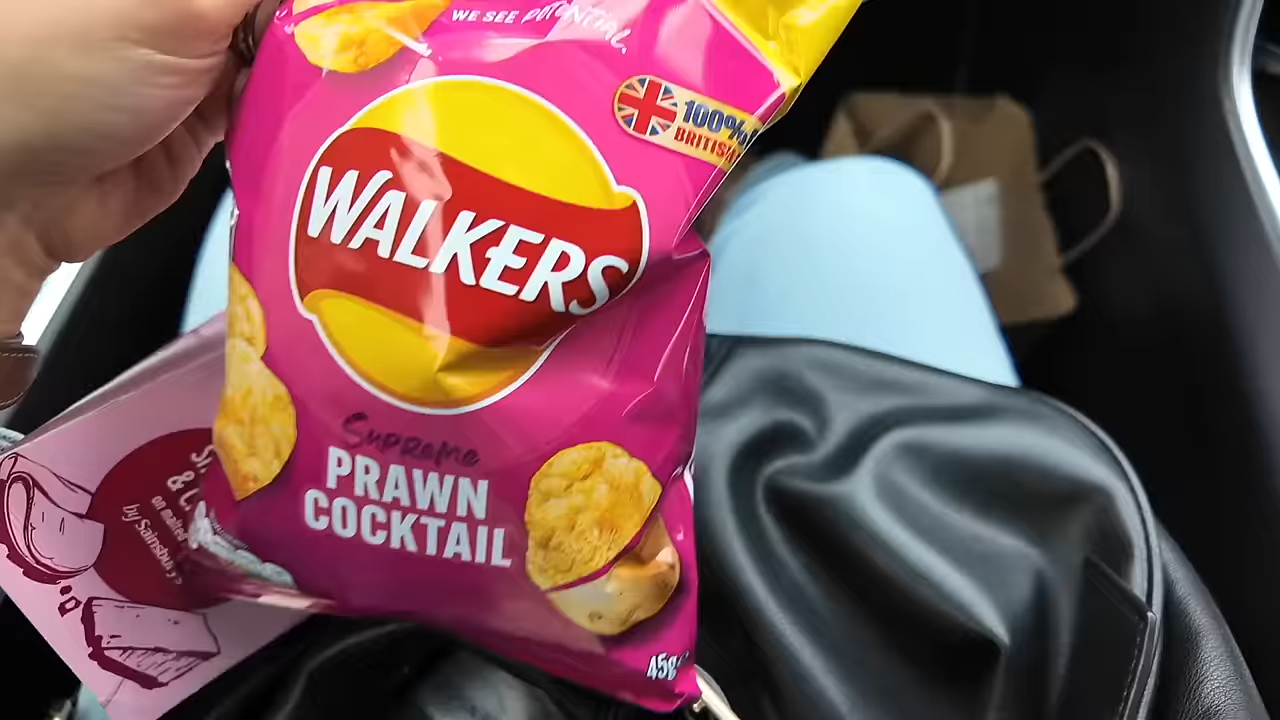 WE SEE POTENTIAL.
100%
BRITISH
WALKERS
Supreme
PRAWN
COCKTAIL
45g
&
on malted
by Sainsbury's